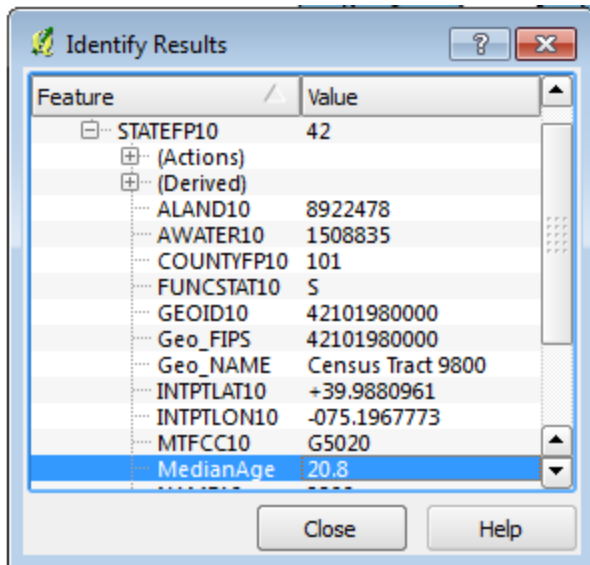 Identify Results
Feature Value
STATEFP10 42
(Actions)
(Derived)
ALAND10 8922478
AWATER10 1508835
COUNTYFP10 101
FUNCSTAT10 S
GEOID10 42101980000
Geo_FIPS 42101980000
Geo_NAME Census Tract 9800
INTPTLAT10 +39.9880961
INTPTLON10 -075.1967773
MTFCC10 G5020
MedianAge 20.8
Close Help